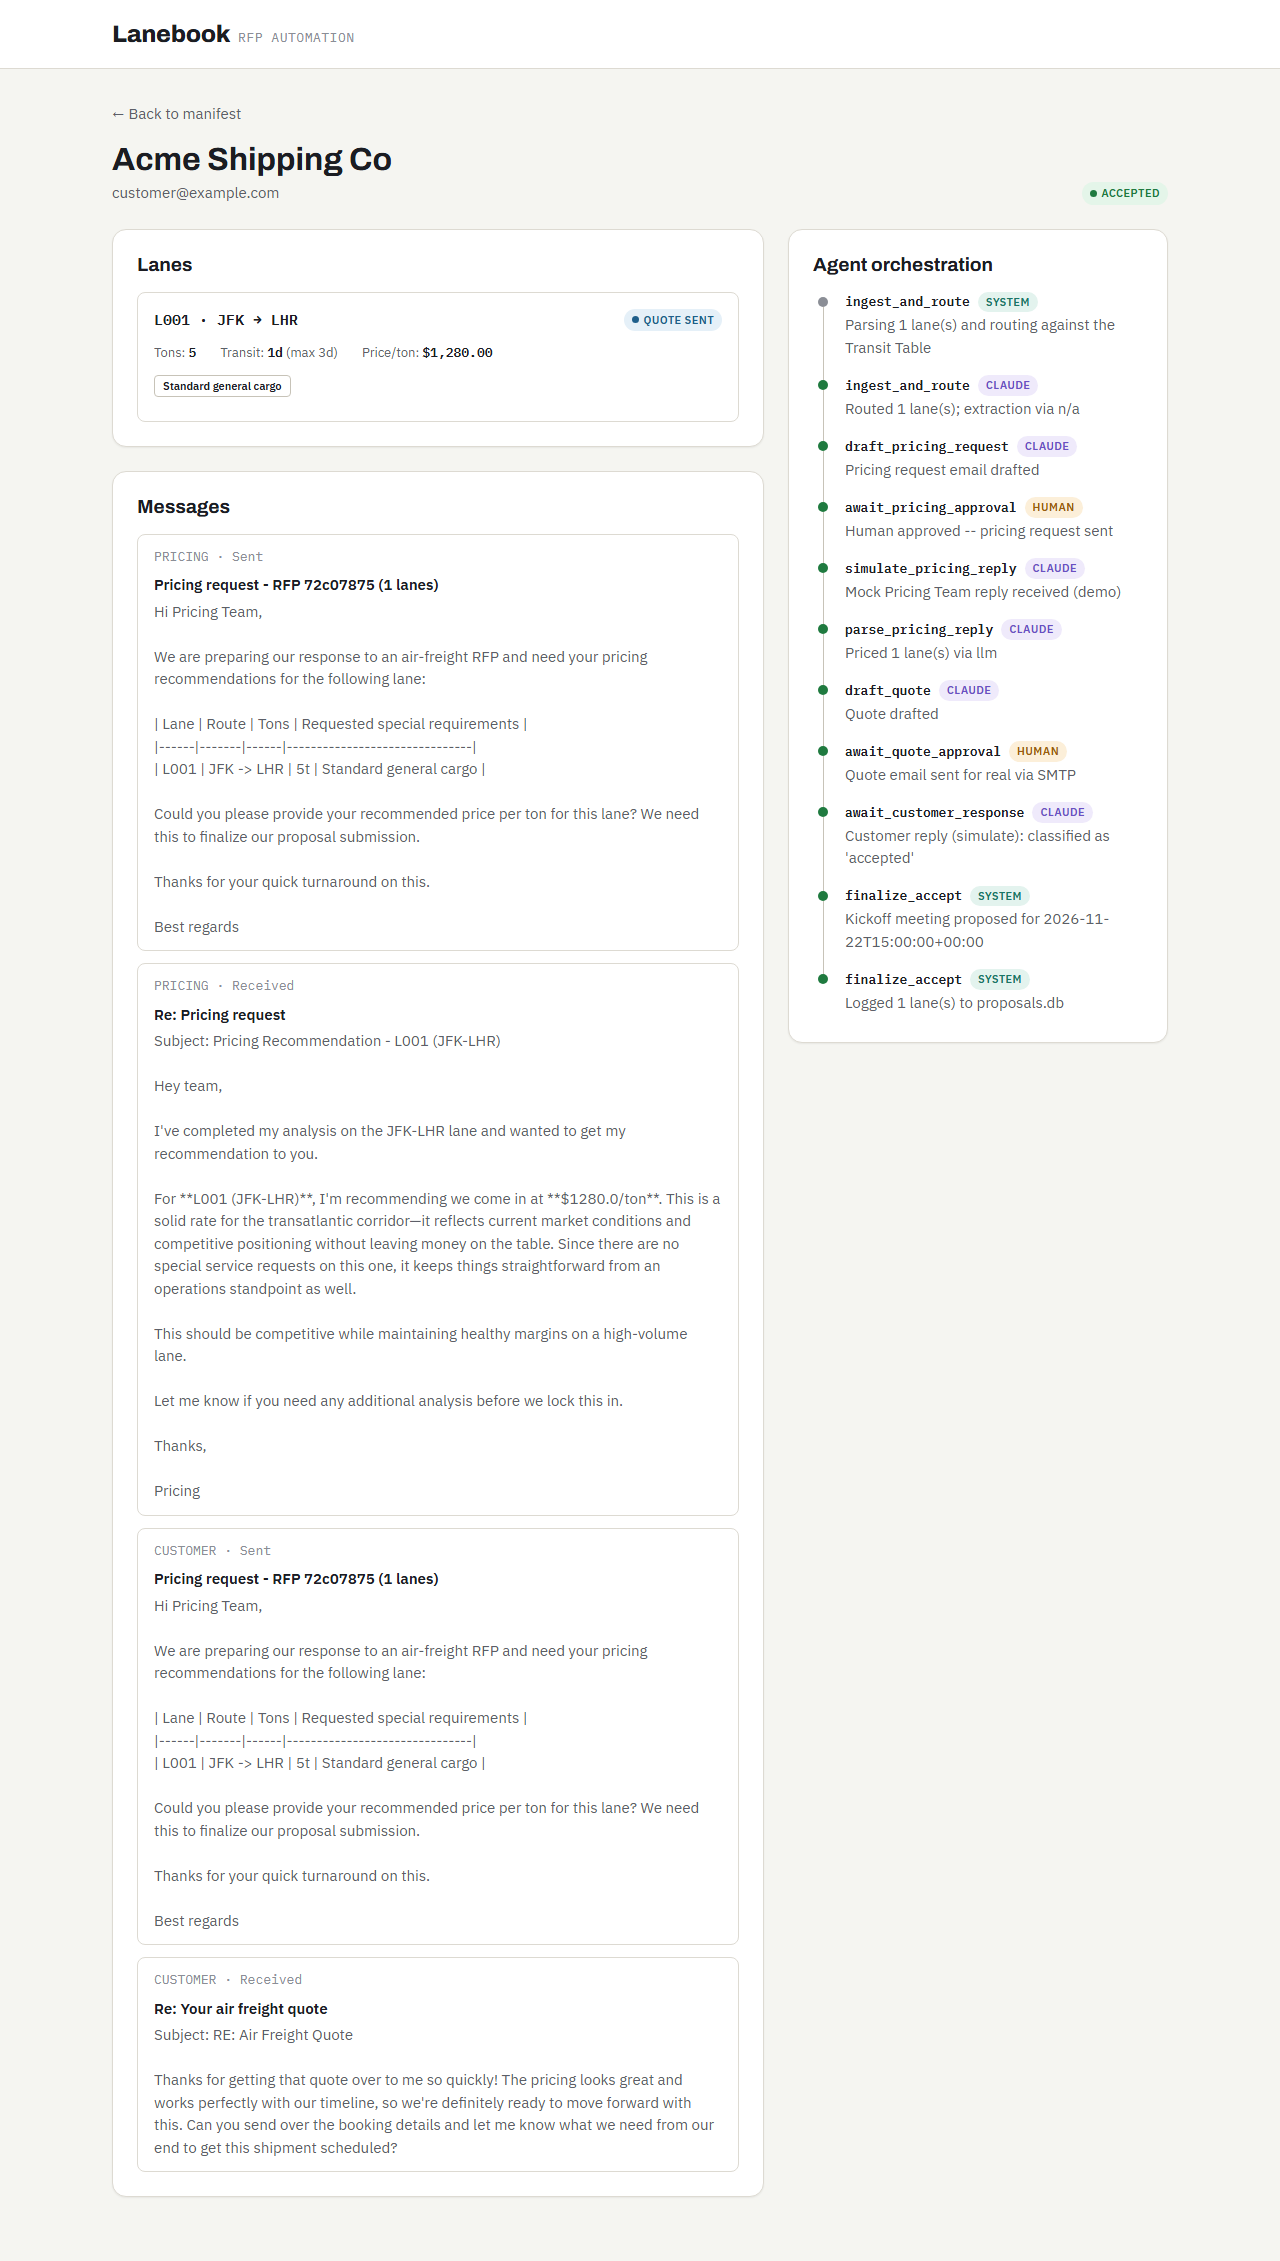 Lanebook RFP AUTOMATION
← Back to manifest
Acme Shipping Co
customer@example.com
ACCEPTED
Lanes
L001 · JFK → LHR
QUOTE SENT
Tons: 5 Transit: 1d (max 3d) Price/ton: $1,280.00
Standard general cargo
Messages
PRICING · Sent
Pricing request - RFP 72c07875 (1 lanes)
Hi Pricing Team,
We are preparing our response to an air-freight RFP and need your pricing
recommendations for the following lane:
| Lane | Route | Tons | Requested special requirements |
|------|-------|------|-------------------------------|
| L001 | JFK -> LHR | 5t | Standard general cargo |
Could you please provide your recommended price per ton for this lane? We need
this to finalize our proposal submission.
Thanks for your quick turnaround on this.
Best regards
PRICING · Received
Re: Pricing request
Subject: Pricing Recommendation - L001 (JFK-LHR)
Hey team,
I've completed my analysis on the JFK-LHR lane and wanted to get my
recommendation to you.
For **L001 (JFK-LHR)**, I'm recommending we come in at **$1280.0/ton**. This is a
solid rate for the transatlantic corridor—it reflects current market conditions and
competitive positioning without leaving money on the table. Since there are no
special service requests on this one, it keeps things straightforward from an
operations standpoint as well.
This should be competitive while maintaining healthy margins on a high-volume
lane.
Let me know if you need any additional analysis before we lock this in.
Thanks,
Pricing
CUSTOMER · Sent
Pricing request - RFP 72c07875 (1 lanes)
Hi Pricing Team,
We are preparing our response to an air-freight RFP and need your pricing
recommendations for the following lane:
| Lane | Route | Tons | Requested special requirements |
|------|-------|------|-------------------------------|
| L001 | JFK -> LHR | 5t | Standard general cargo |
Could you please provide your recommended price per ton for this lane? We need
this to finalize our proposal submission.
Thanks for your quick turnaround on this.
Best regards
CUSTOMER · Received
Re: Your air freight quote
Subject: RE: Air Freight Quote
Thanks for getting that quote over to me so quickly! The pricing looks great and
works perfectly with our timeline, so we're definitely ready to move forward with
this. Can you send over the booking details and let me know what we need from our
end to get this shipment scheduled?
Agent orchestration
ingest_and_route SYSTEM
Parsing 1 lane(s) and routing against the
Transit Table
ingest_and_route CLAUDE
Routed 1 lane(s); extraction via n/a
draft_pricing_request CLAUDE
Pricing request email drafted
await_pricing_approval HUMAN
Human approved -- pricing request sent
simulate_pricing_reply CLAUDE
Mock Pricing Team reply received (demo)
parse_pricing_reply CLAUDE
Priced 1 lane(s) via llm
draft_quote CLAUDE
Quote drafted
await_quote_approval HUMAN
Quote email sent for real via SMTP
await_customer_response CLAUDE
Customer reply (simulate): classified as
'accepted'
finalize_accept SYSTEM
Kickoff meeting proposed for 2026-11-
22T15:00:00+00:00
finalize_accept SYSTEM
Logged 1 lane(s) to proposals.db